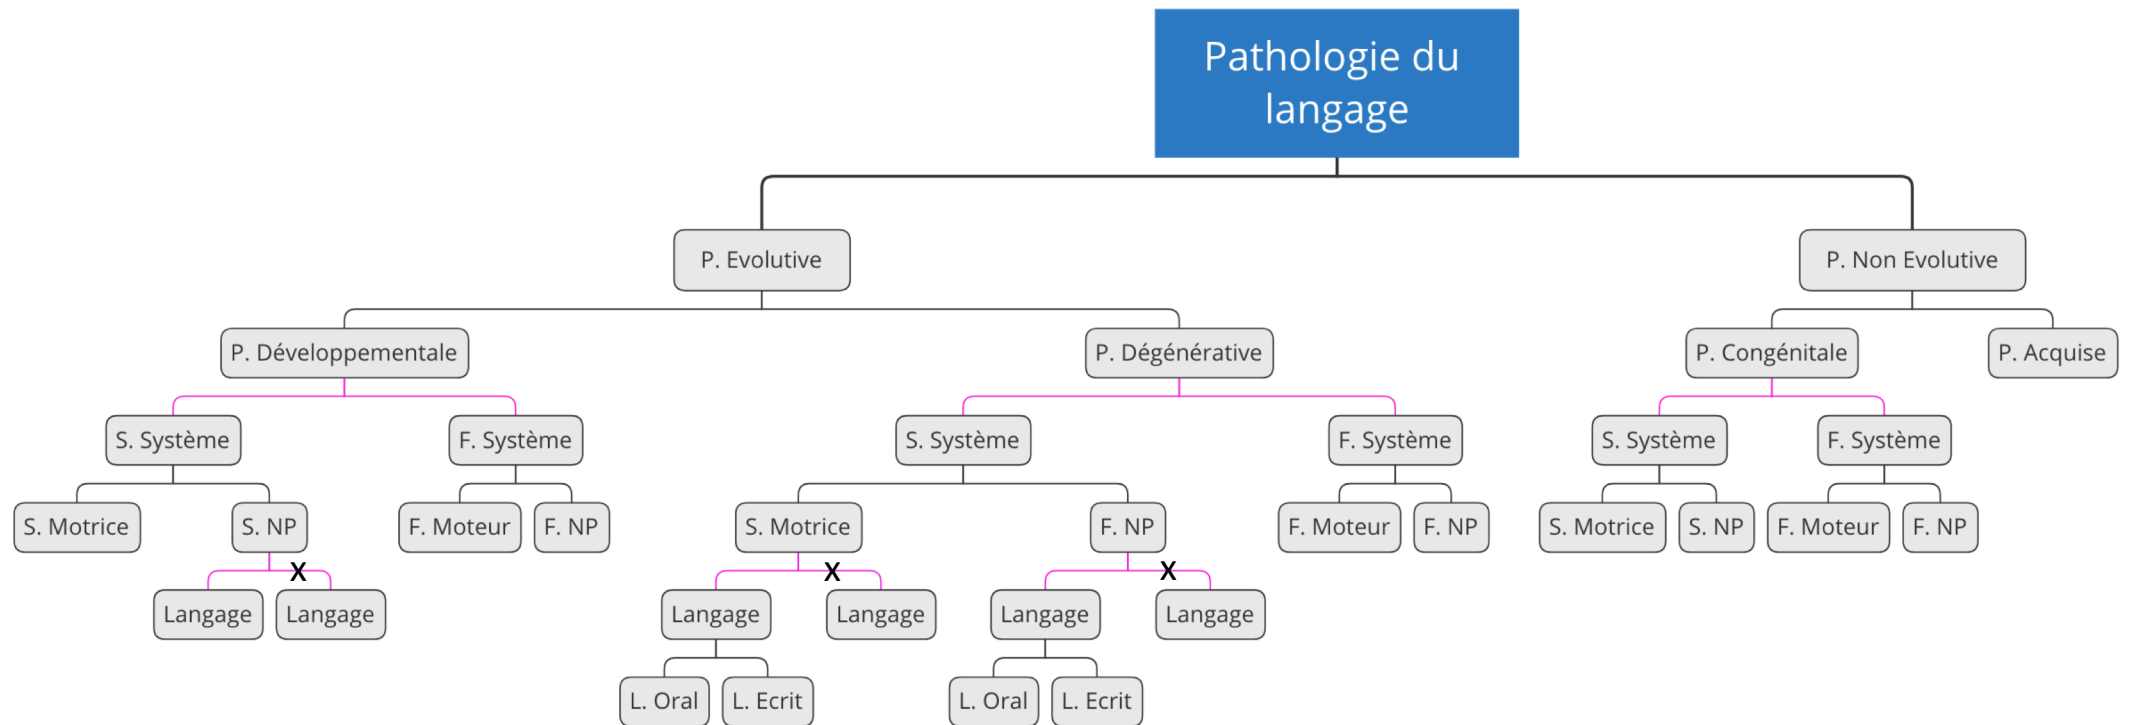 Pathologie du
langage
P. Evolutive
P. Non Evolutive
P. Développementale
P. Dégénérative
P. Congénitale
P. Acquise
S. Système
F. Système
S. Système
F. Système
S. Système
F. Système
S. Motrice
S. NP
F. Moteur
F. NP
S. Motrice
F. NP
F. Moteur
F. NP
S. Motrice
S. NP
F. Moteur
F. NP
X
X
X
Langage
Langage
Langage
Langage
Langage
Langage
L. Oral
L. Ecrit
L. Oral
L. Ecrit